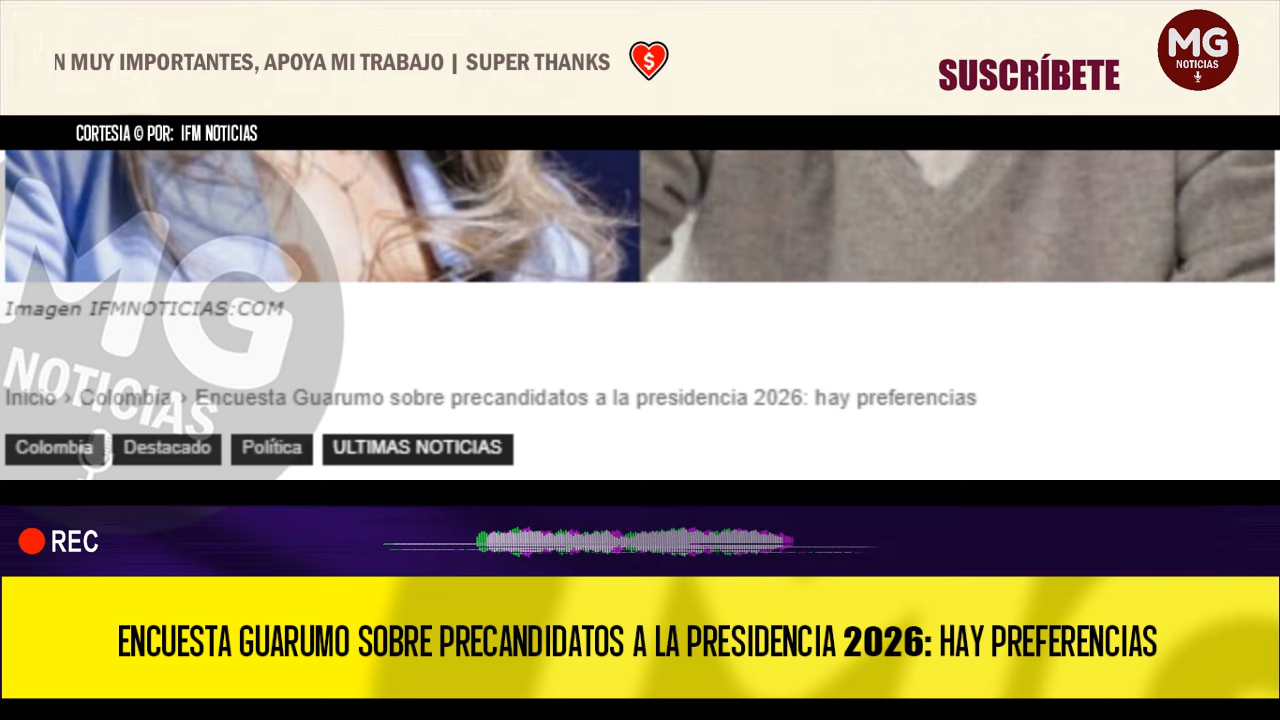 N MUY IMPORTANTES, APOYA MI TRABAJO | SUPER THANKS
$
SUSCRÍBETE
MG
NOTICIAS
CORTESIA © POR: IFM NOTICIAS
Imagen IFMNOTICIAS:COM
MG
NOTICIAS
Inicio › Colombia › Encuesta Guarumo sobre precandidatos a la presidencia 2026: hay preferencias
Colombia Destacado Política ULTIMAS NOTICIAS
REC
ENCUESTA GUARUMO SOBRE PRECANDIDATOS A LA PRESIDENCIA 2026: HAY PREFERENCIAS